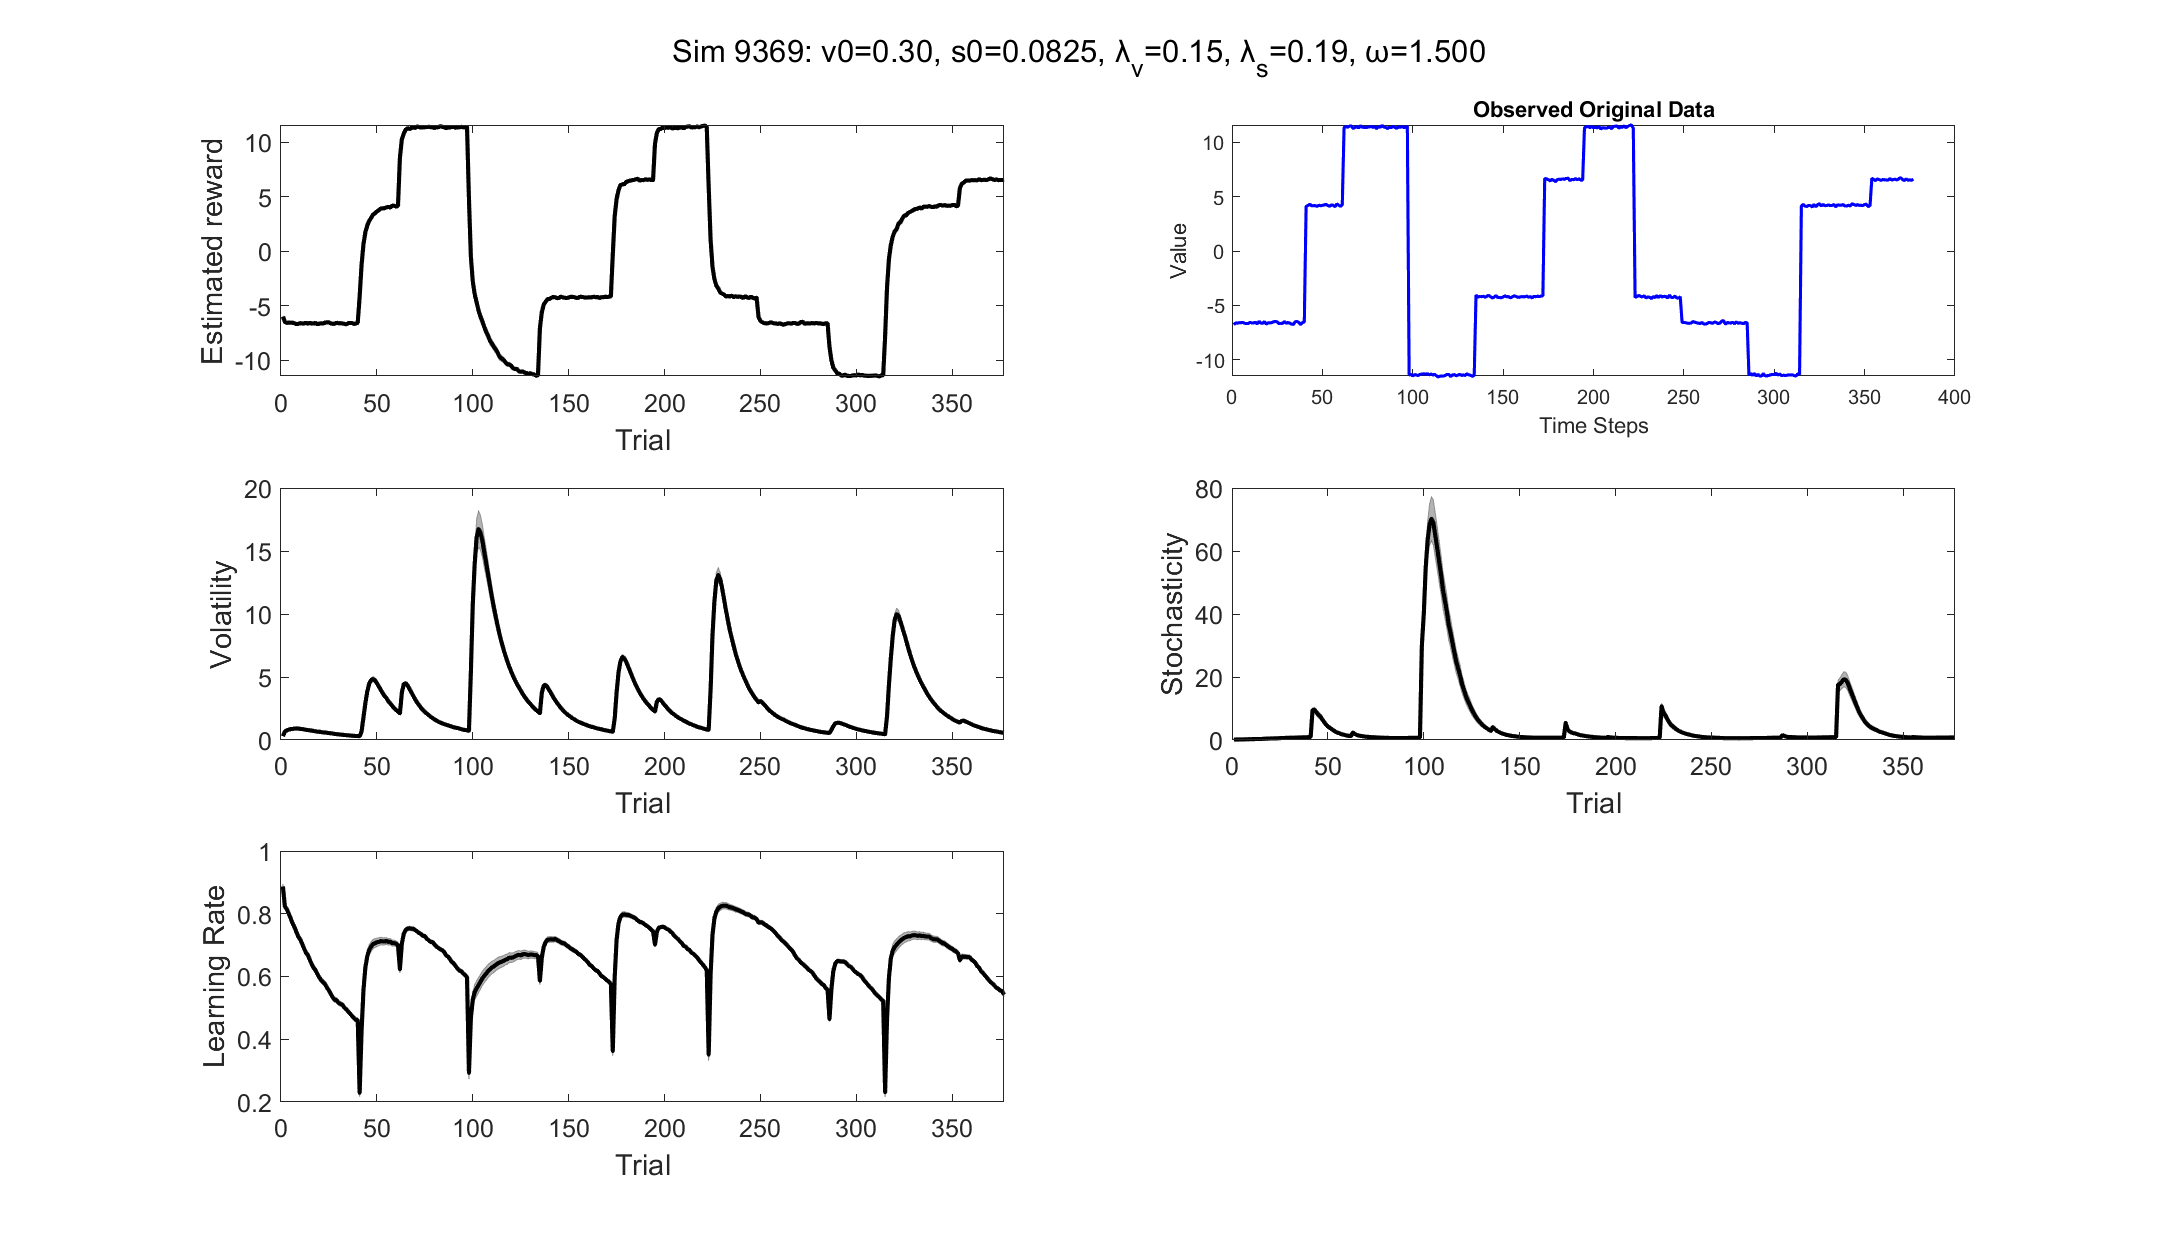 Sim 9369: v0=0.30, s0=0.0825, λ_v=0.15, λ_s=0.19, ω=1.500
Estimated reward
10
5
0
-5
-10
0 50 100 150 200 250 300 350
Trial
Observed Original Data
Value
10
5
0
-5
-10
0 50 100 150 200 250 300 350 400
Time Steps
Volatility
20
15
10
5
0
0 50 100 150 200 250 300 350
Trial
Stochasticity
80
60
40
20
0
0 50 100 150 200 250 300 350
Trial
Learning Rate
1
0.8
0.6
0.4
0.2
0 50 100 150 200 250 300 350
Trial